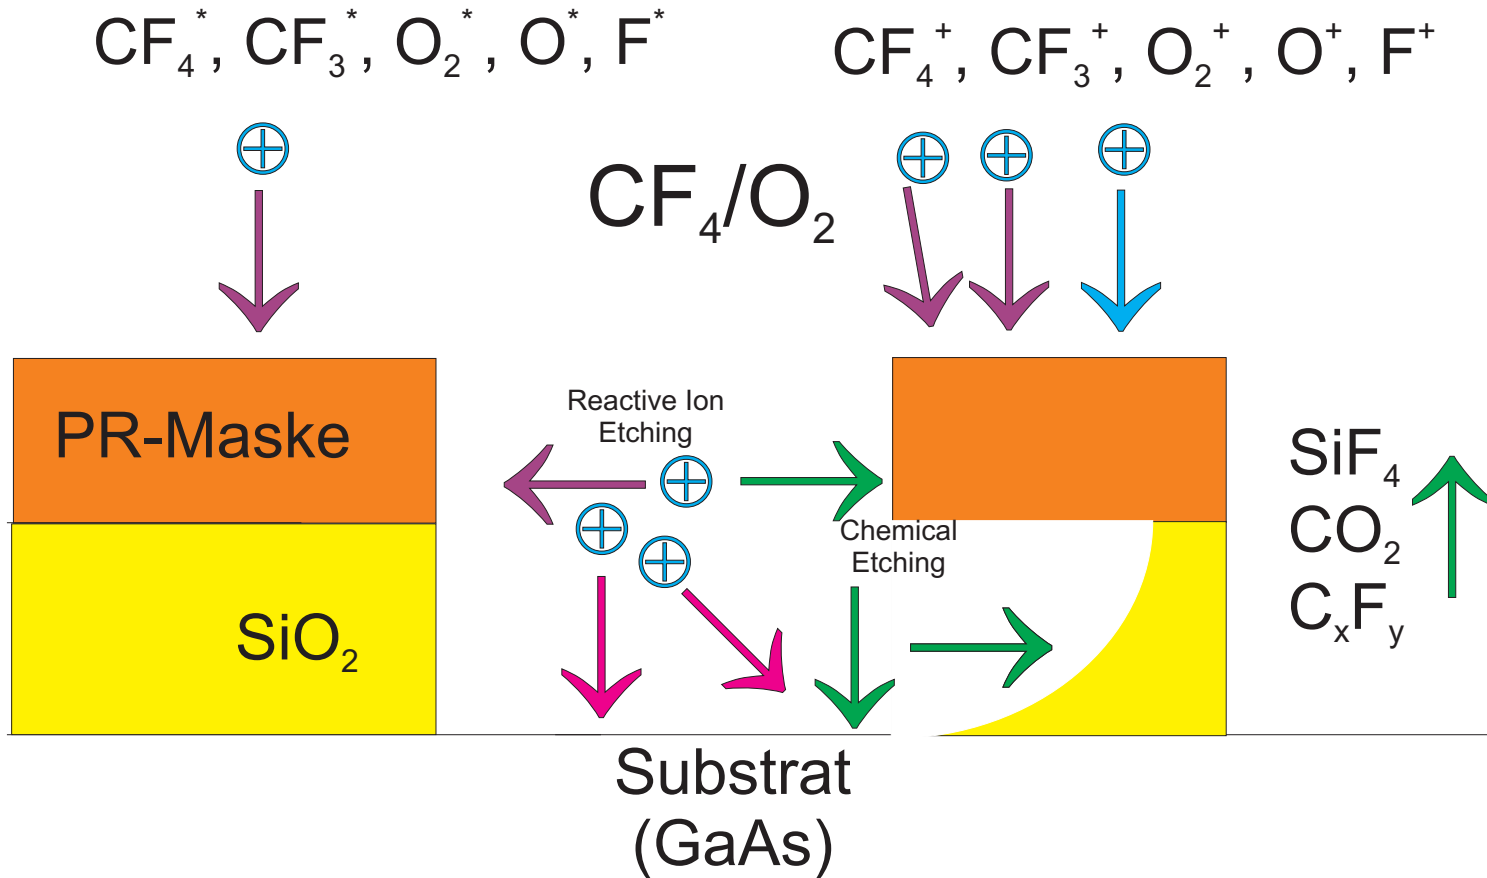 CF₄*, CF₃*, O₂*, O*, F*
CF₄⁺, CF₃⁺, O₂⁺, O⁺, F⁺
CF₄/O₂
PR-Maske
Reactive Ion
Etching
SiO₂
Chemical
Etching
SiF₄
CO₂
CₓFᵧ
Substrat
(GaAs)